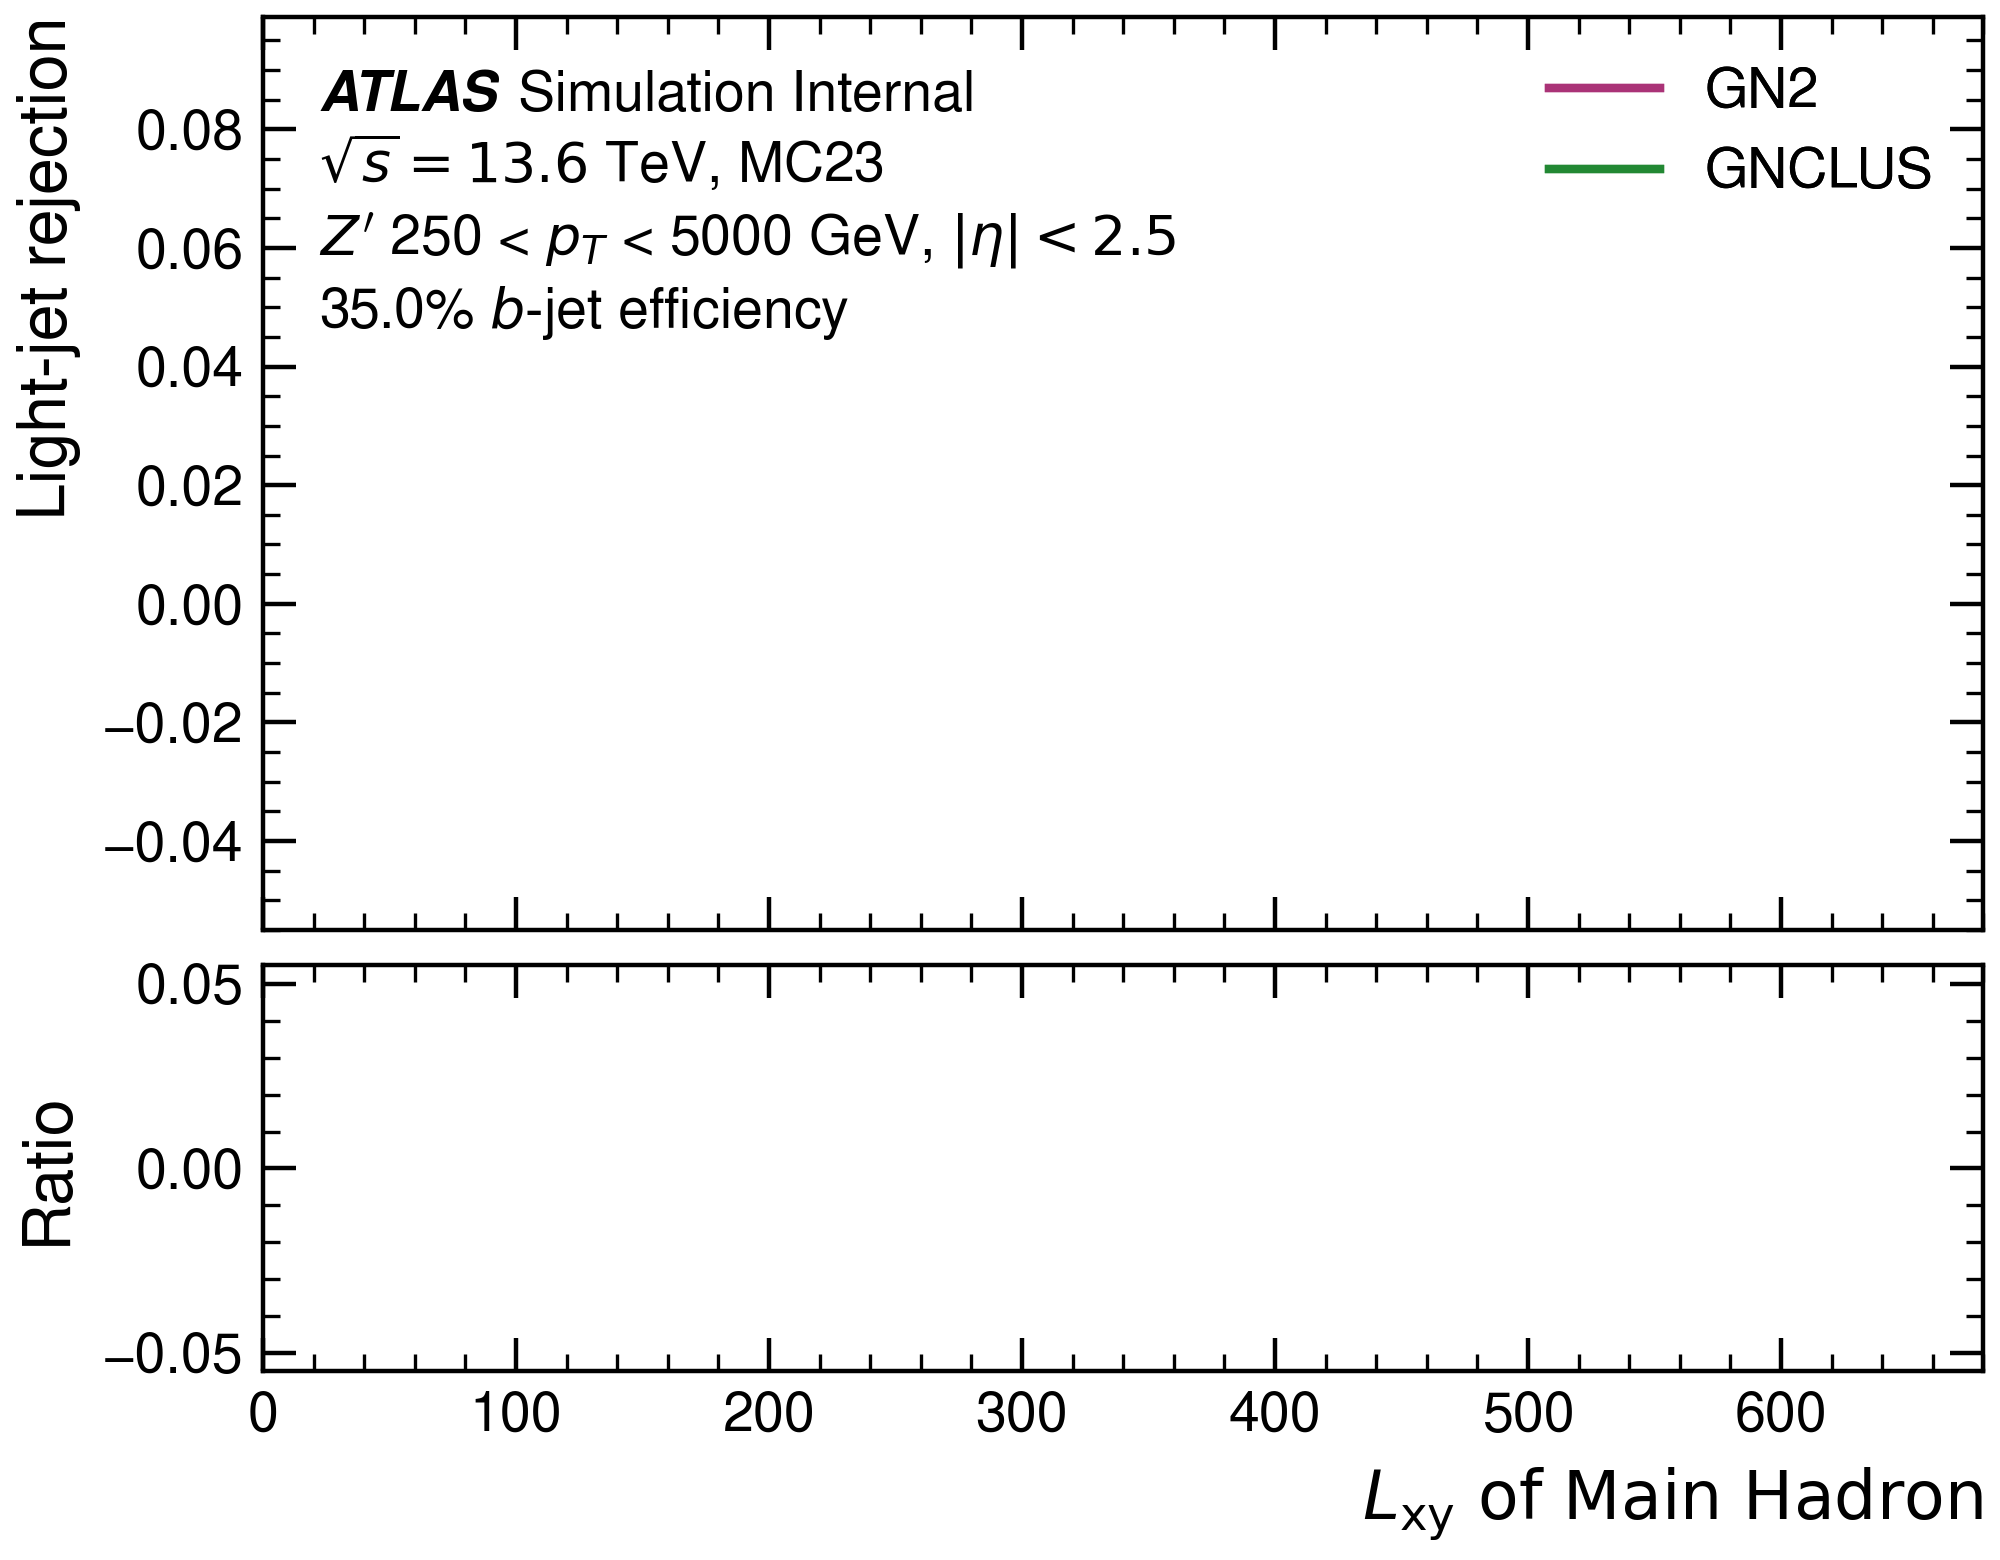 Light-jet rejection
ATLAS Simulation Internal
√s = 13.6 TeV, MC23
Z′ 250 < p_T < 5000 GeV, |η| < 2.5
35.0% b-jet efficiency
GN2
GNCLUS
0.08
0.06
0.04
0.02
0.00
−0.02
−0.04
Ratio
0.05
0.00
−0.05
0 100 200 300 400 500 600
L_xy of Main Hadron